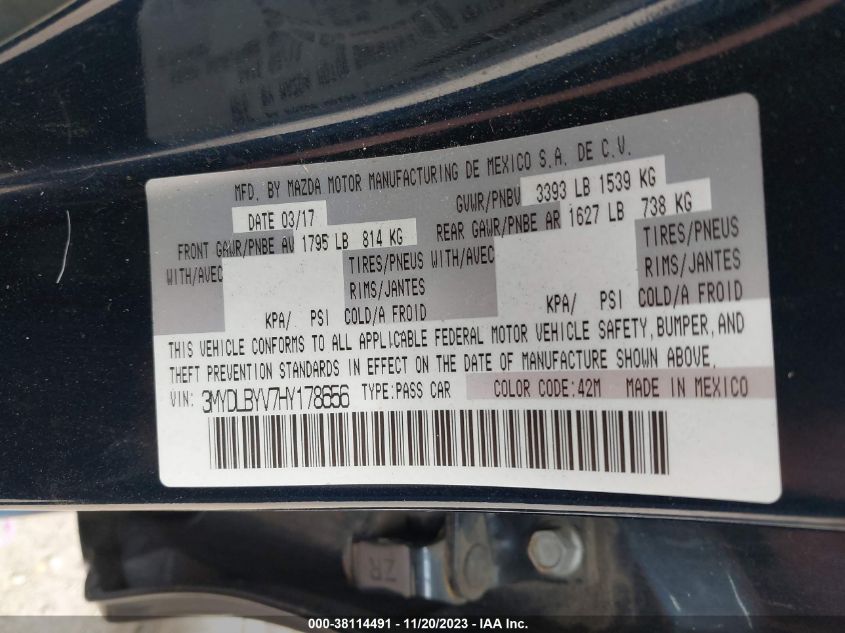 MFD. BY MAZDA MOTOR MANUFACTURING DE MEXICO S.A. DE C.V.
DATE 03/17 GVWR/PNBV 3393 LB 1539 KG
FRONT GAWR/PNBE AV 1795 LB 814 KG REAR GAWR/PNBE AR 1627 LB 738 KG
WITH/AVEC TIRES/PNEUS WITH/AVEC TIRES/PNEUS
RIMS/JANTES RIMS/JANTES
KPA/ PSI COLD/A FROID KPA/ PSI COLD/A FROID
THIS VEHICLE CONFORMS TO ALL APPLICABLE FEDERAL MOTOR VEHICLE SAFETY, BUMPER, AND
THEFT PREVENTION STANDARDS IN EFFECT ON THE DATE OF MANUFACTURE SHOWN ABOVE.
VIN: 3MYDLBYV7HY178656 TYPE: PASS CAR COLOR CODE: 42M MADE IN MEXICO
ZR
000-38114491 - 11/20/2023 - IAA Inc.